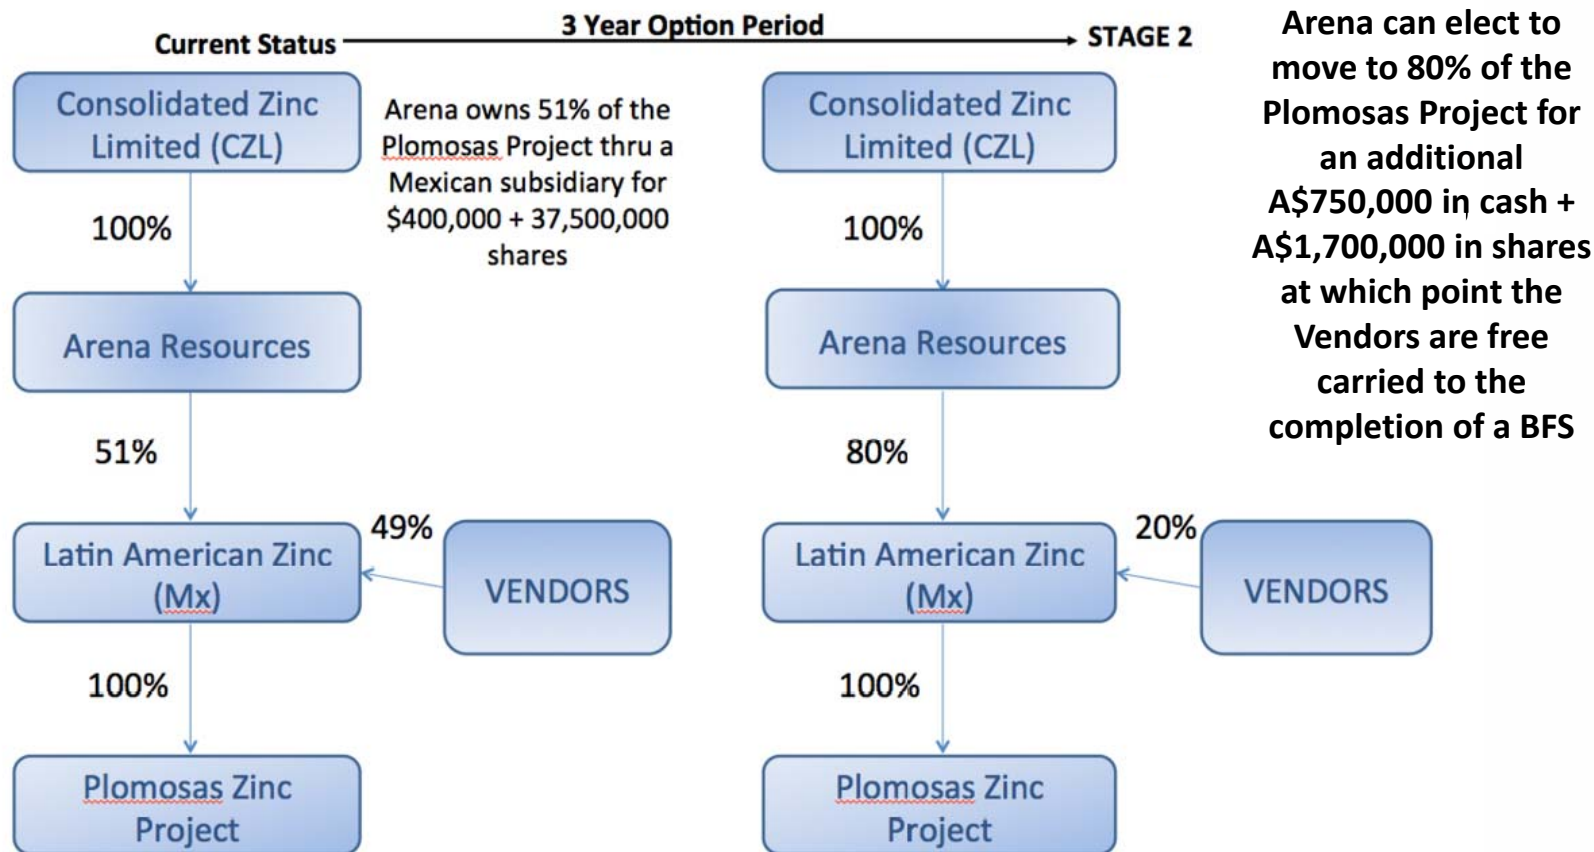 Current Status
3 Year Option Period
STAGE 2
Consolidated Zinc
Limited (CZL)
Arena owns 51% of the
Plomosas Project thru a
Mexican subsidiary for
$400,000 + 37,500,000
shares
100%
Arena Resources
51%
49%
Latin American Zinc
(Mx)
VENDORS
100%
Plomosas Zinc
Project
Consolidated Zinc
Limited (CZL)
100%
Arena Resources
80%
20%
Latin American Zinc
(Mx)
VENDORS
100%
Plomosas Zinc
Project
Arena can elect to
move to 80% of the
Plomosas Project for
an additional
A$750,000 in cash +
A$1,700,000 in shares
at which point the
Vendors are free
carried to the
completion of a BFS